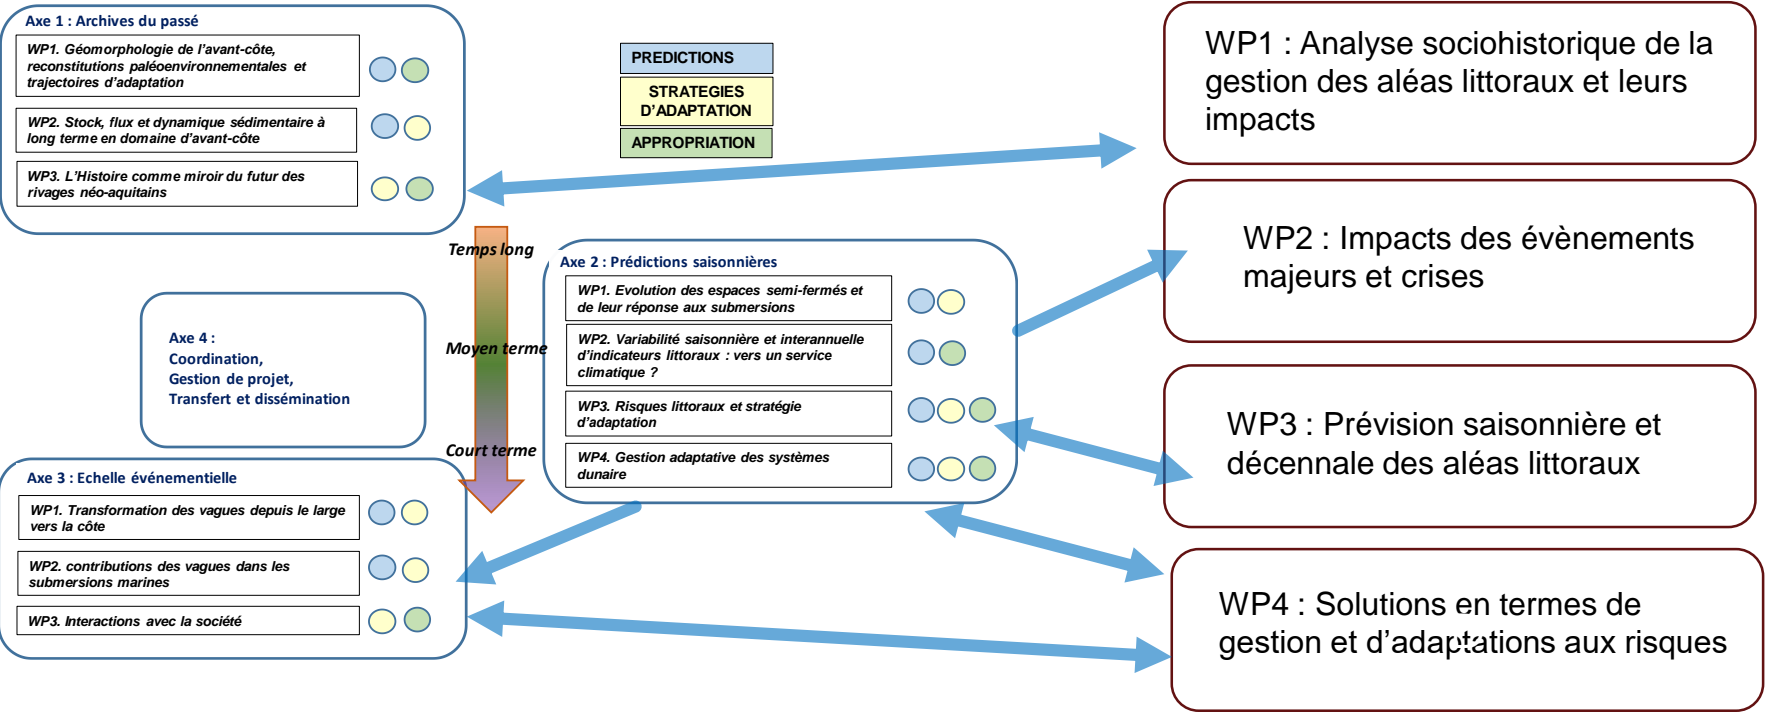 Axe 1 : Archives du passé
WP1. Géomorphologie de l'avant-côte,
reconstitutions paléoenvironnementales et
trajectoires d'adaptation
WP2. Stock, flux et dynamique sédimentaire à
long terme en domaine d'avant-côte
WP3. L'Histoire comme miroir du futur des
rivages néo-aquitains
PREDICTIONS
STRATEGIES
D'ADAPTATION
APPROPRIATION
Temps long
Moyen terme
Court terme
Axe 2 : Prédictions saisonnières
WP1. Evolution des espaces semi-fermés et
de leur réponse aux submersions
WP2. Variabilité saisonnière et interannuelle
d'indicateurs littoraux : vers un service
climatique ?
WP3. Risques littoraux et stratégie
d'adaptation
WP4. Gestion adaptative des systèmes
dunaire
Axe 4 :
Coordination,
Gestion de projet,
Transfert et dissémination
Axe 3 : Echelle événementielle
WP1. Transformation des vagues depuis le large
vers la côte
WP2. contributions des vagues dans les
submersions marines
WP3. Interactions avec la société
WP1 : Analyse sociohistorique de la
gestion des aléas littoraux et leurs
impacts
WP2 : Impacts des évènements
majeurs et crises
WP3 : Prévision saisonnière et
décennale des aléas littoraux
WP4 : Solutions en termes de
gestion et d'adaptations aux risques